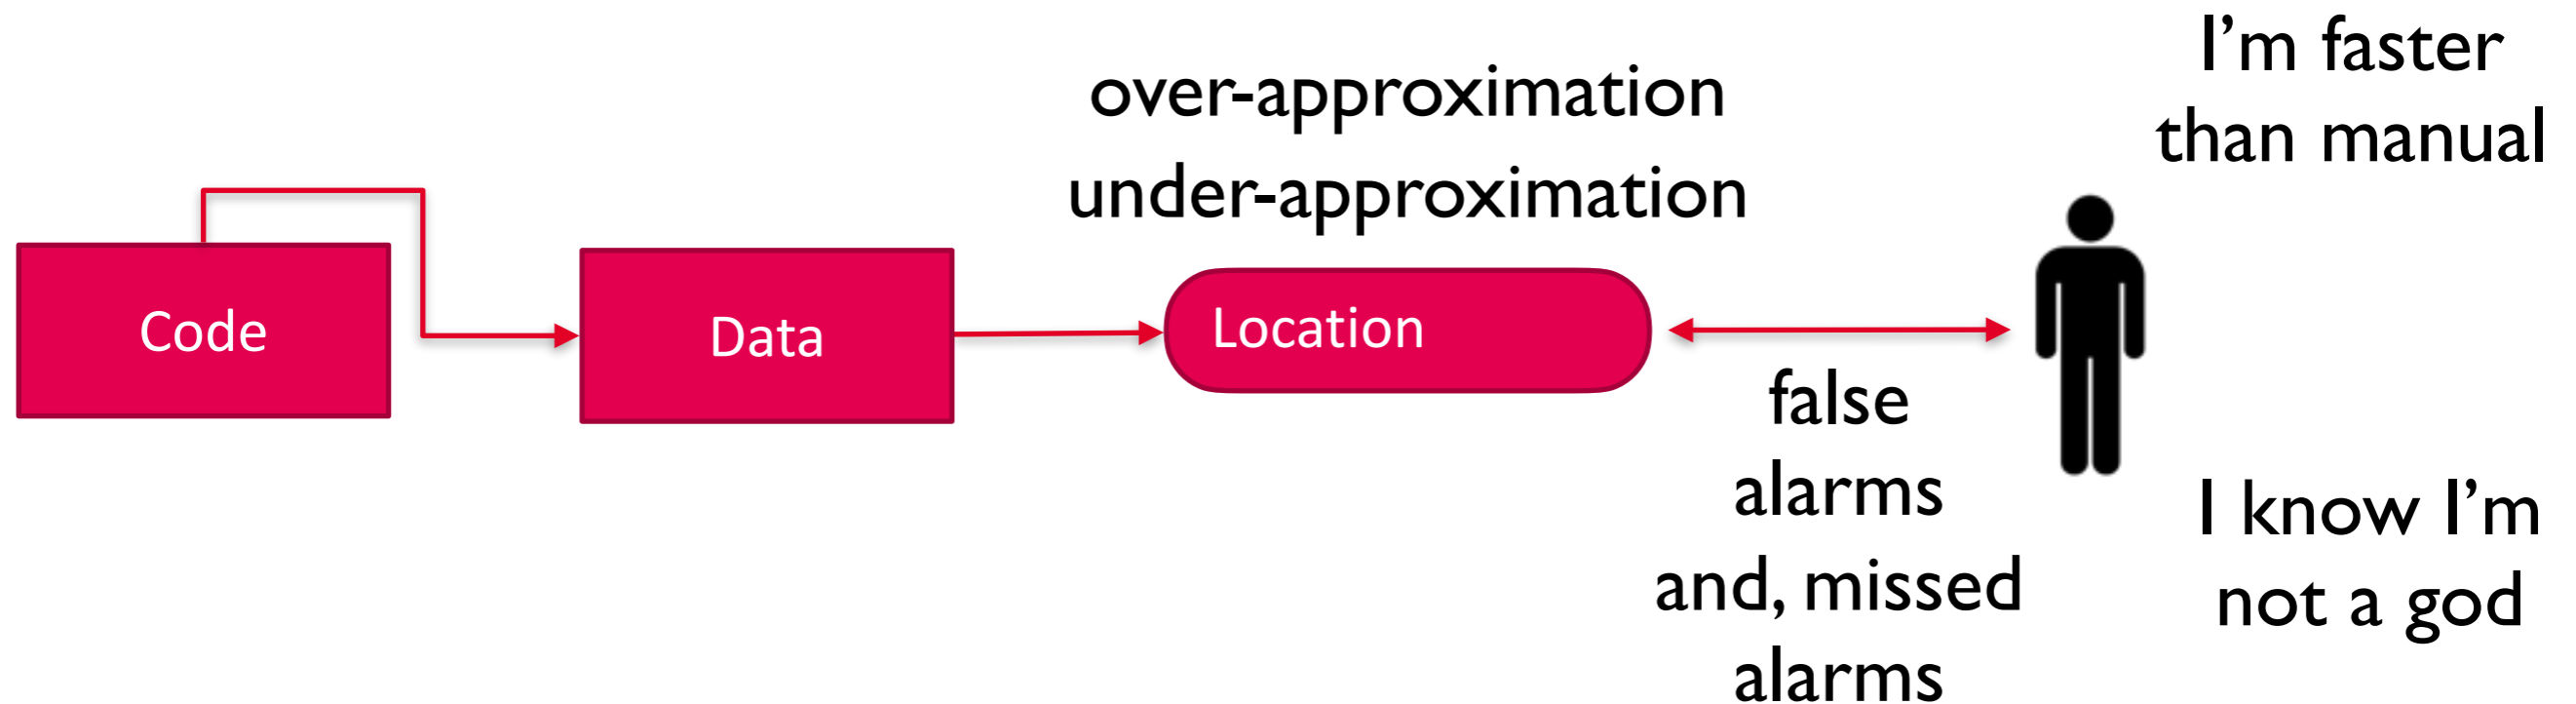 Code
Data
over-approximation
under-approximation
Location
false
alarms
and, missed
alarms
I’m faster
than manual
I know I’m
not a god